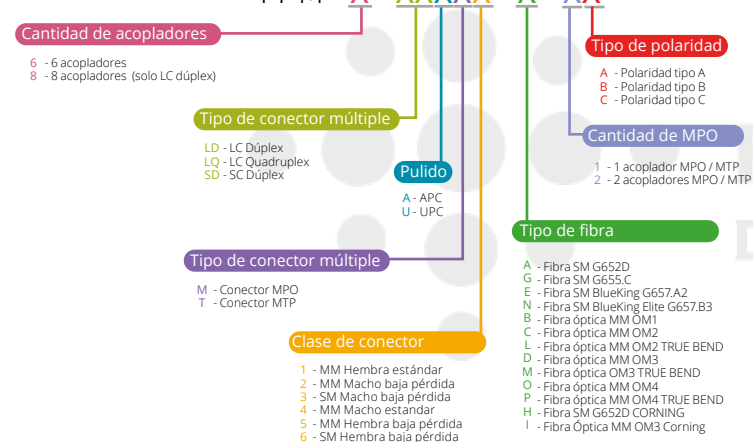 Cantidad de acopladores
6 - 6 acopladores
8 - 8 acopladores (solo LC dúplex)
Tipo de polaridad
A - Polaridad tipo A
B - Polaridad tipo B
C - Polaridad tipo C
Tipo de conector múltiple
LD - LC Dúplex
LQ - LC Quadruplex
SD - SC Dúplex
Cantidad de MPO
1 - 1 acoplador MPO / MTP
2 - 2 acopladores MPO / MTP
Pulido
A - APC
U - UPC
Tipo de fibra
A - Fibra SM G652D
G - Fibra SM G655.C
E - Fibra SM BlueKing G657.A2
N - Fibra SM BlueKing Elite G657.B3
B - Fibra óptica MM OM1
C - Fibra óptica MM OM2
L - Fibra óptica MM OM2 TRUE BEND
D - Fibra óptica MM OM3
M - Fibra óptica OM3 TRUE BEND
O - Fibra óptica MM OM4
P - Fibra óptica MM OM4 TRUE BEND
H - Fibra SM G652D CORNING
I - Fibra Óptica MM OM3 Corning
Tipo de conector múltiple
M - Conector MPO
T - Conector MTP
Clase de conector
1 - MM Hembra estándar
2 - MM Macho baja pérdida
3 - SM Macho baja pérdida
4 - MM Macho estandar
5 - MM Hembra baja pérdida
6 - SM Hembra baja pérdida